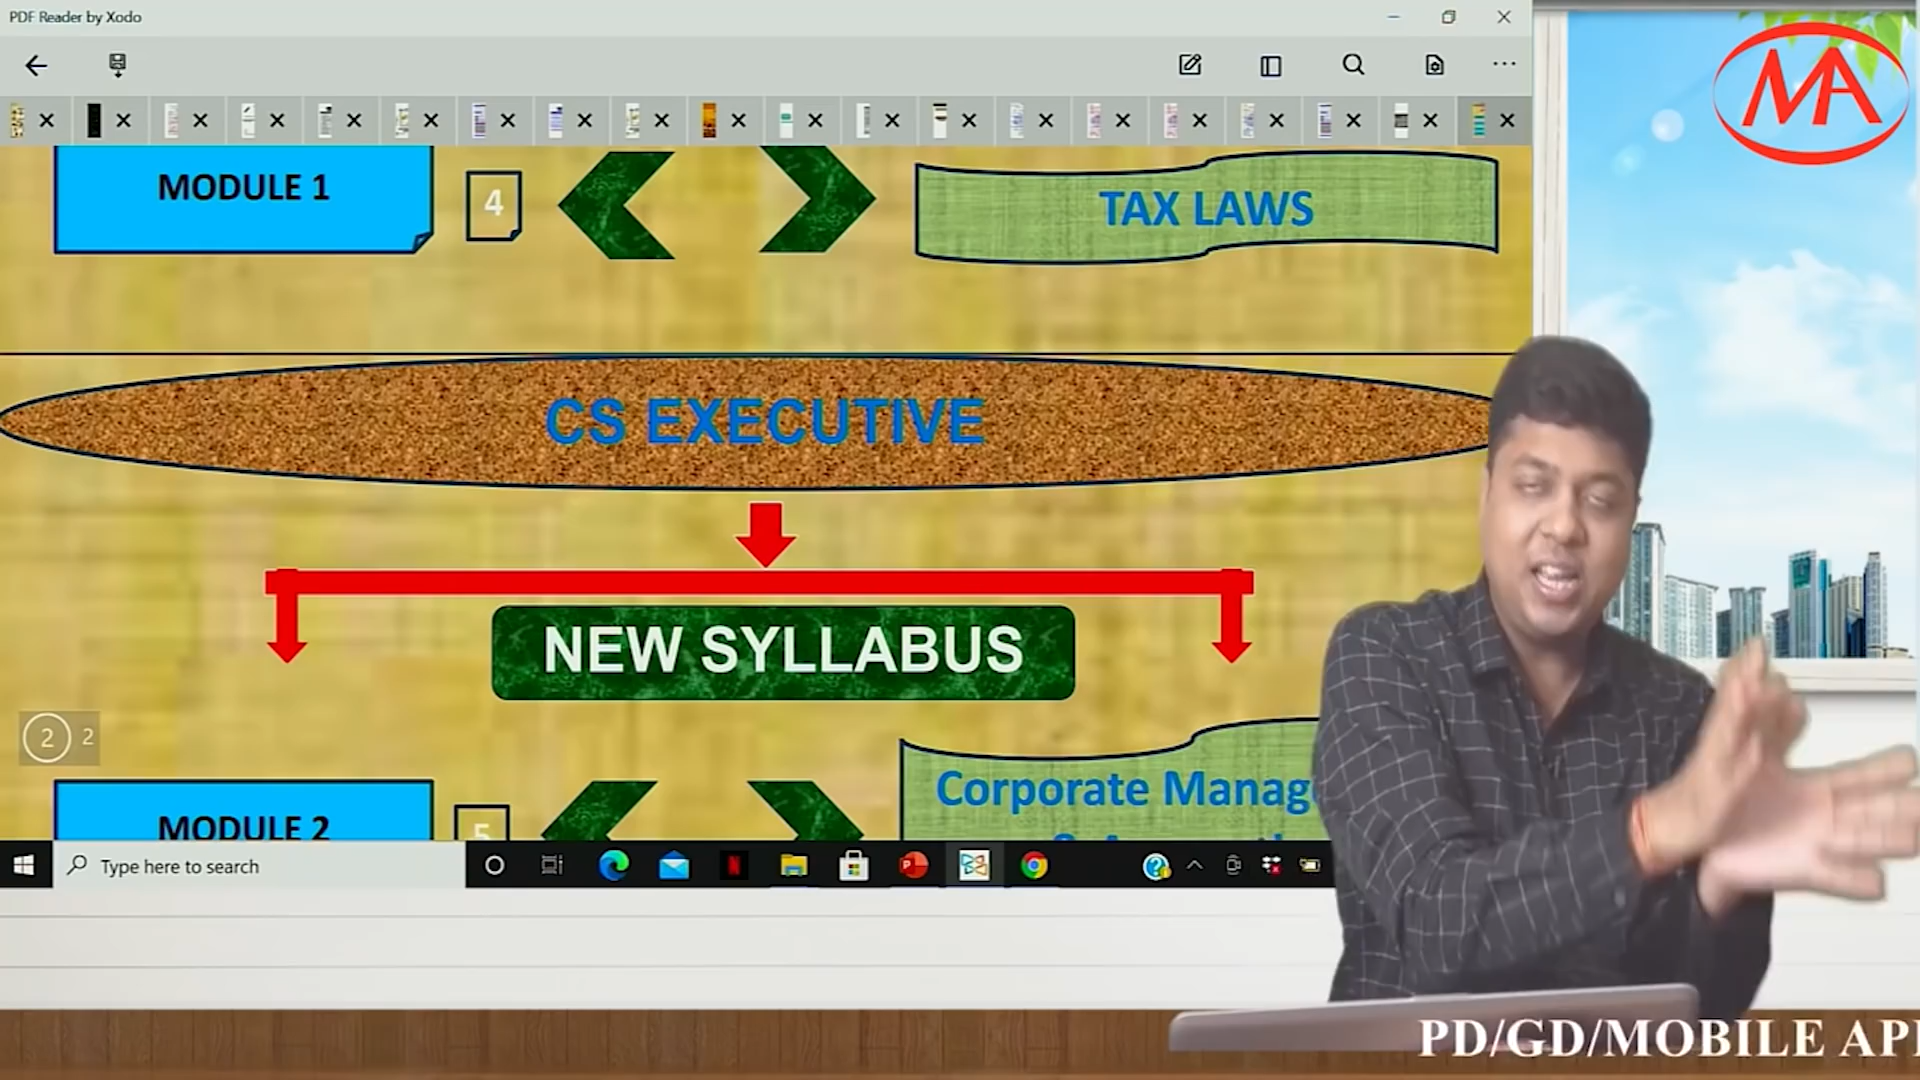 PDF Reader by Xodo
MA
MODULE 1
4
TAX LAWS
CS EXECUTIVE
NEW SYLLABUS
2 2
MODULE 2
5
Corporate Manag
Type here to search
PD/GD/MOBILE AP